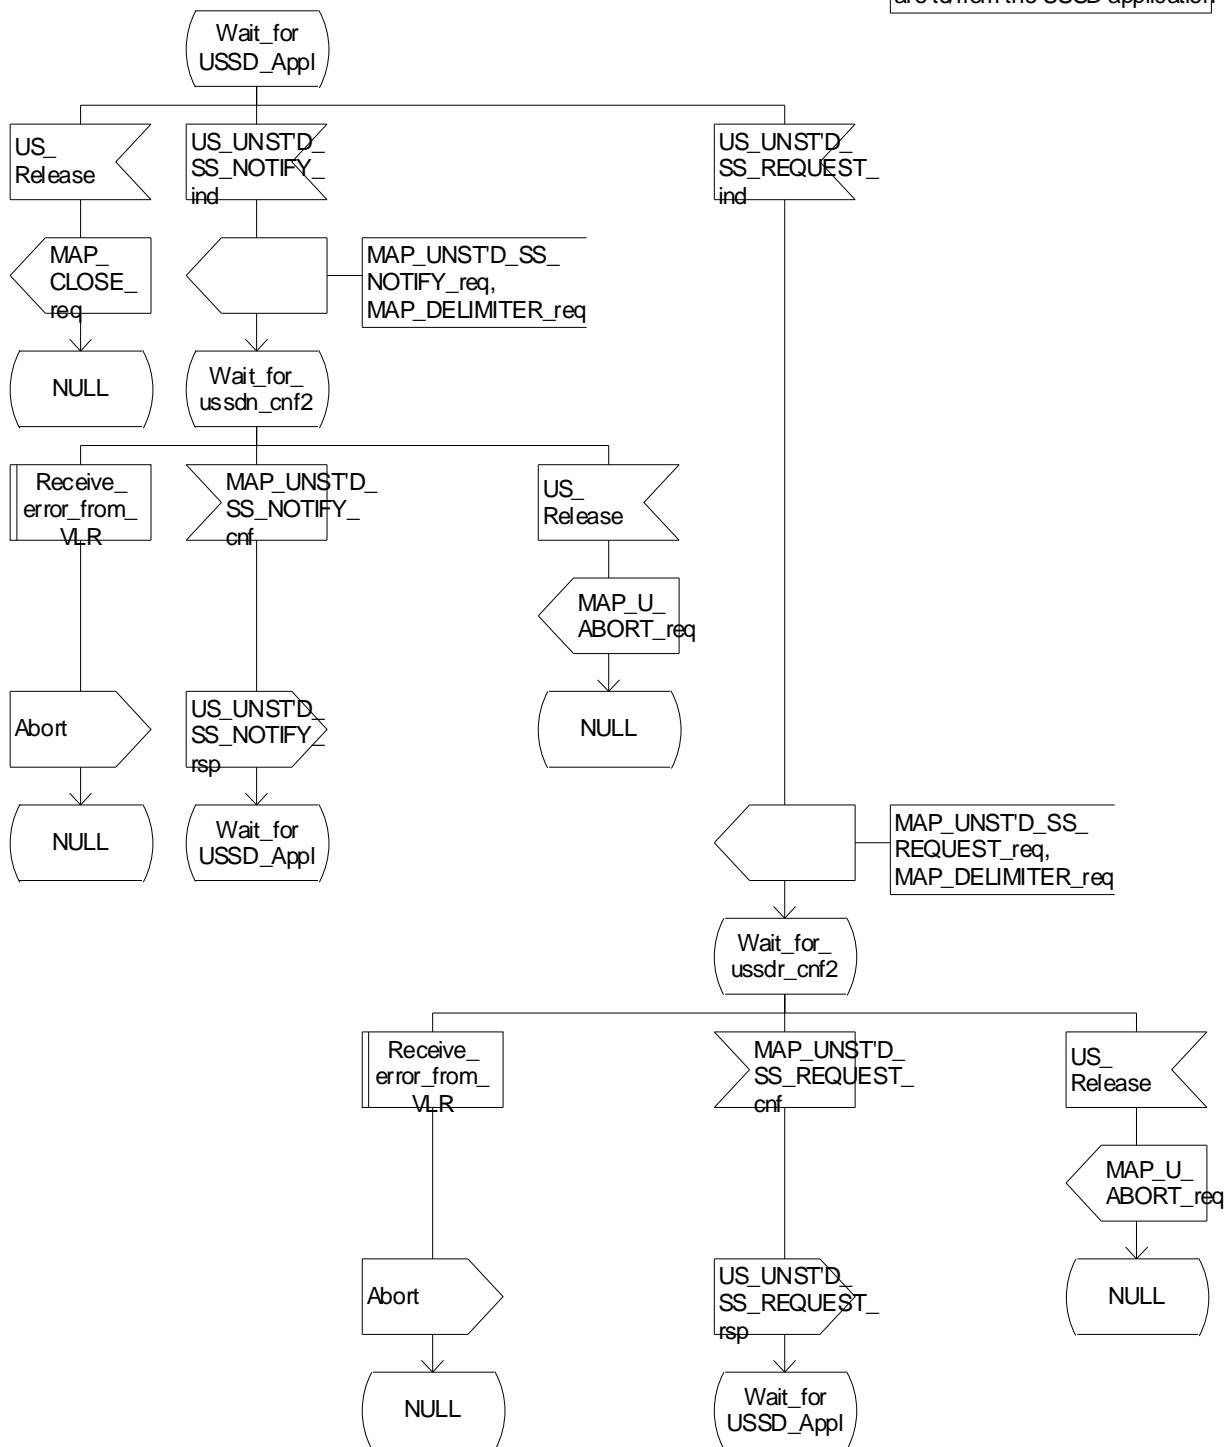 are to/from the USSD application
Wait_for
USSD_Appl
US_
Release
US_UNST'D_
SS_NOTIFY_
ind
US_UNST'D_
SS_REQUEST_
ind
MAP_
CLOSE_
req
MAP_UNST'D_SS_
NOTIFY_req,
MAP_DELIMITER_req
NULL
Wait_for_
ussdn_cnf2
Receive_
error_from_
VLR
MAP_UNST'D_
SS_NOTIFY_
cnf
US_
Release
MAP_U_
ABORT_req
Abort
US_UNST'D_
SS_NOTIFY_
rsp
NULL
NULL
Wait_for
USSD_Appl
MAP_UNST'D_SS_
REQUEST_req,
MAP_DELIMITER_req
Wait_for_
ussdr_cnf2
Receive_
error_from_
VLR
MAP_UNST'D_
SS_REQUEST_
cnf
US_
Release
MAP_U_
ABORT_req
Abort
US_UNST'D_
SS_REQUEST_
rsp
NULL
NULL
Wait_for
USSD_Appl